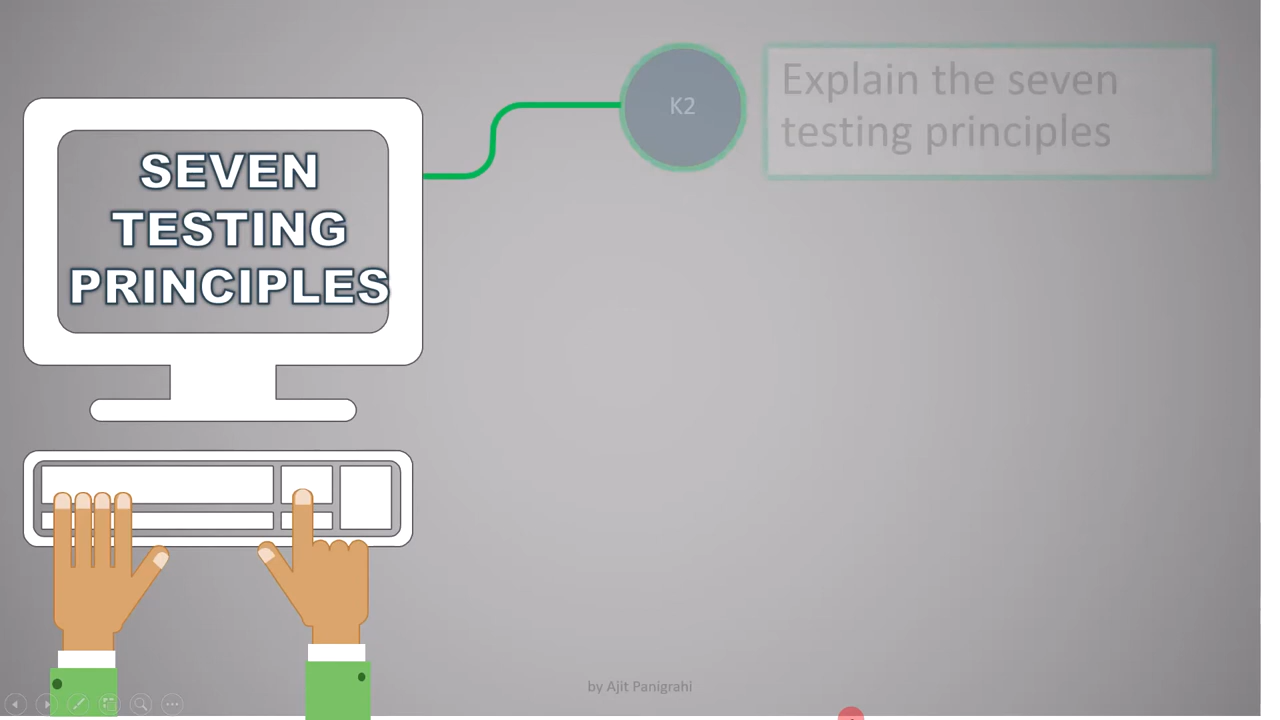 SEVEN
TESTING
PRINCIPLES
K2
Explain the seven
testing principles
by Ajit Panigrahi